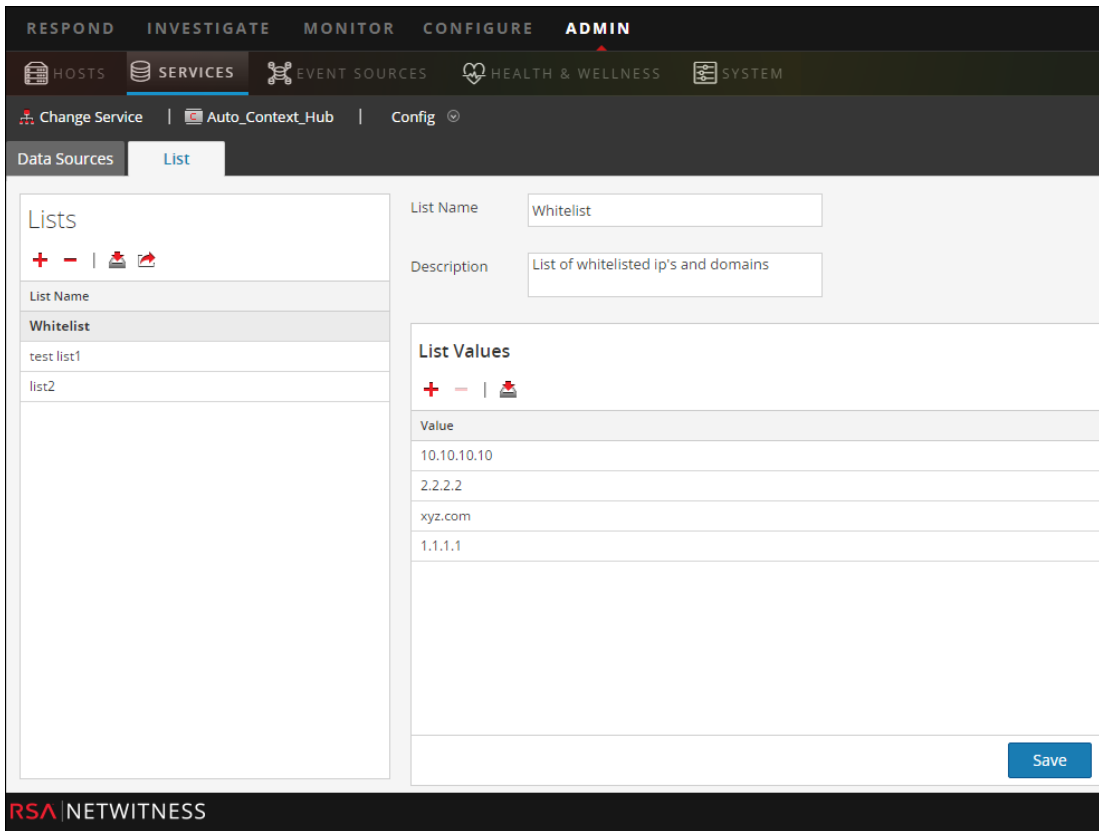 RESPOND INVESTIGATE MONITOR CONFIGURE ADMIN
HOSTS SERVICES EVENT SOURCES HEALTH & WELLNESS SYSTEM
Change Service | C Auto_Context_Hub | Config
Data Sources List
Lists
List Name
Whitelist
test list1
list2
List Name Whitelist
Description List of whitelisted ip's and domains
List Values
Value
10.10.10.10
2.2.2.2
xyz.com
1.1.1.1
Save
RSA NETWITNESS